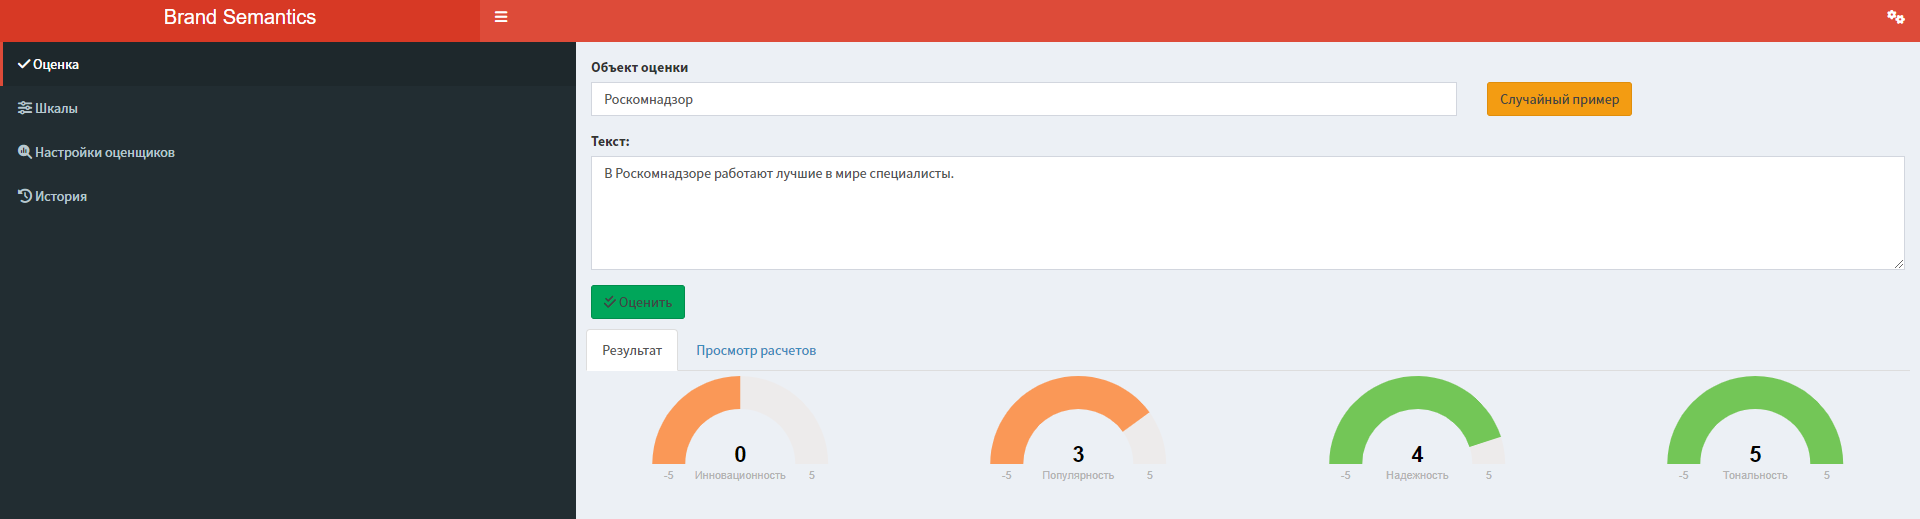 Brand Semantics
Оценка
Шкалы
Настройки оценщиков
История
Объект оценки
Роскомнадзор
Случайный пример
Текст:
В Роскомнадзоре работают лучшие в мире специалисты.
Оценить
Результат
Просмотр расчетов
0
-5 Инновационность 5
3
-5 Популярность 5
4
-5 Надежность 5
5
-5 Тональность 5